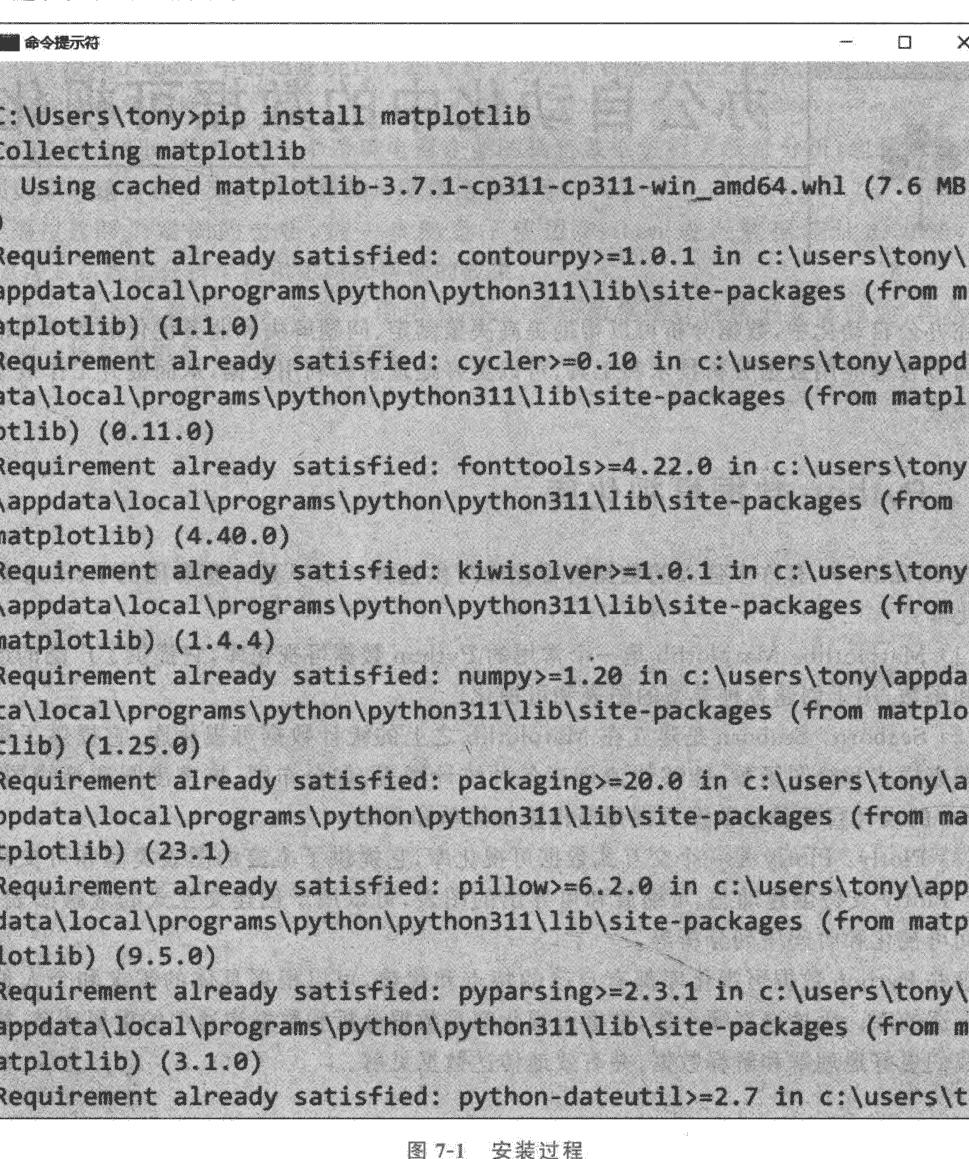 命令提示符
C:\Users\tony>pip install matplotlib
Collecting matplotlib
Using cached matplotlib-3.7.1-cp311-cp311-win_amd64.whl (7.6 MB
)
Requirement already satisfied: contourpy>=1.0.1 in c:\users\tony\
appdata\local\programs\python\python311\lib\site-packages (from m
atplotlib) (1.1.0)
Requirement already satisfied: cycler>=0.10 in c:\users\tony\appd
ata\local\programs\python\python311\lib\site-packages (from matpl
otlib) (0.11.0)
Requirement already satisfied: fonttools>=4.22.0 in c:\users\tony
\appdata\local\programs\python\python311\lib\site-packages (from
matplotlib) (4.40.0)
Requirement already satisfied: kiwisolver>=1.0.1 in c:\users\tony
\appdata\local\programs\python\python311\lib\site-packages (from
matplotlib) (1.4.4)
Requirement already satisfied: numpy>=1.20 in c:\users\tony\appda
ta\local\programs\python\python311\lib\site-packages (from matplo
tlib) (1.25.0)
Requirement already satisfied: packaging>=20.0 in c:\users\tony\a
ppdata\local\programs\python\python311\lib\site-packages (from ma
tplotlib) (23.1)
Requirement already satisfied: pillow>=6.2.0 in c:\users\tony\app
data\local\programs\python\python311\lib\site-packages (from matp
lotlib) (9.5.0)
Requirement already satisfied: pyparsing>=2.3.1 in c:\users\tony\
appdata\local\programs\python\python311\lib\site-packages (from m
atplotlib) (3.1.0)
Requirement already satisfied: python-dateutil>=2.7 in c:\users\t
图 7-1 安装过程